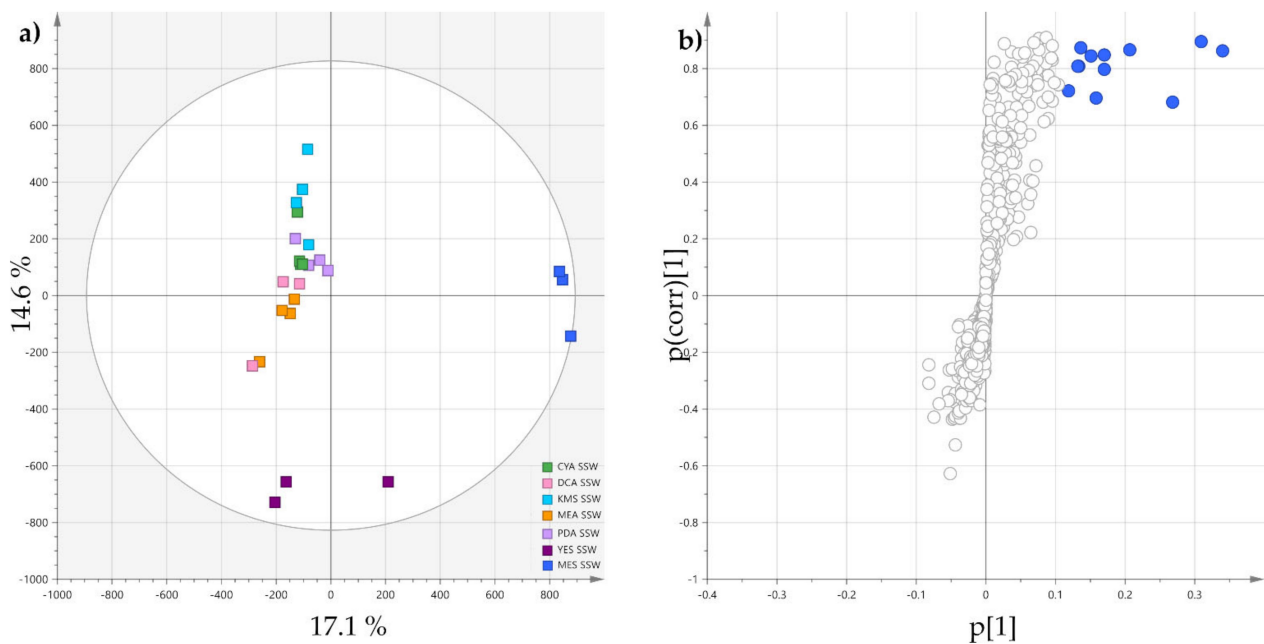 a)
800
600
400
200
0
-200
-400
-600
-800
-1000
-1000 -800 -600 -400 -200 0 200 400 600 800
14.6 %
17.1 %
CYA SSW
DCA SSW
KMS SSW
MEA SSW
PDA SSW
YES SSW
MES SSW
b)
0.8
0.6
0.4
0.2
0
-0.2
-0.4
-0.6
-0.8
-1
-0.4 -0.3 -0.2 -0.1 0 0.1 0.2 0.3
p(corr)[1]
p[1]